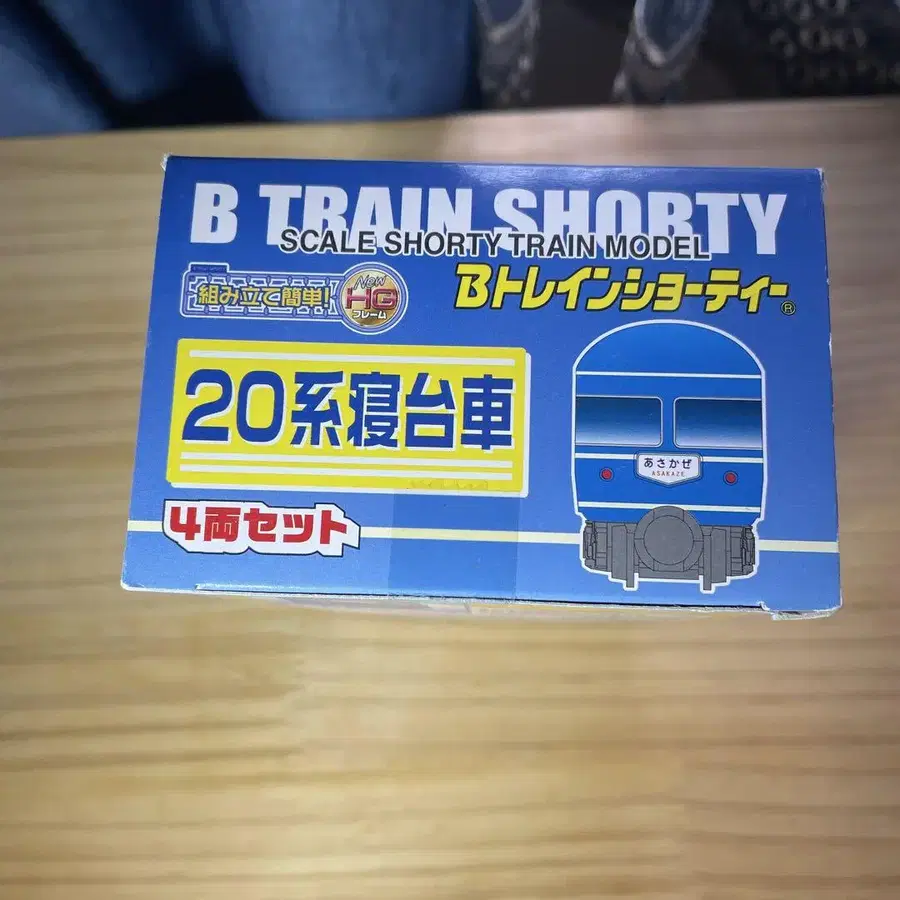 B TRAIN SHORTY
SCALE SHORTY TRAIN MODEL
組み立て簡単!
New
HG
フレーム
Bトレインショーティー®
20系寝台車
4両セット
あさかぜ
ASAKAZE